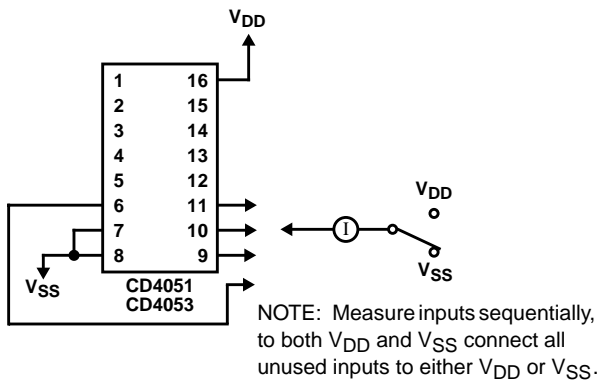 VDD
1 16
2 15
3 14
4 13
5 12
6 11
7 10
8 9
VSS
CD4051
CD4053
I
VDD
VSS
NOTE: Measure inputs sequentially,
to both VDD and VSS connect all
unused inputs to either VDD or VSS.